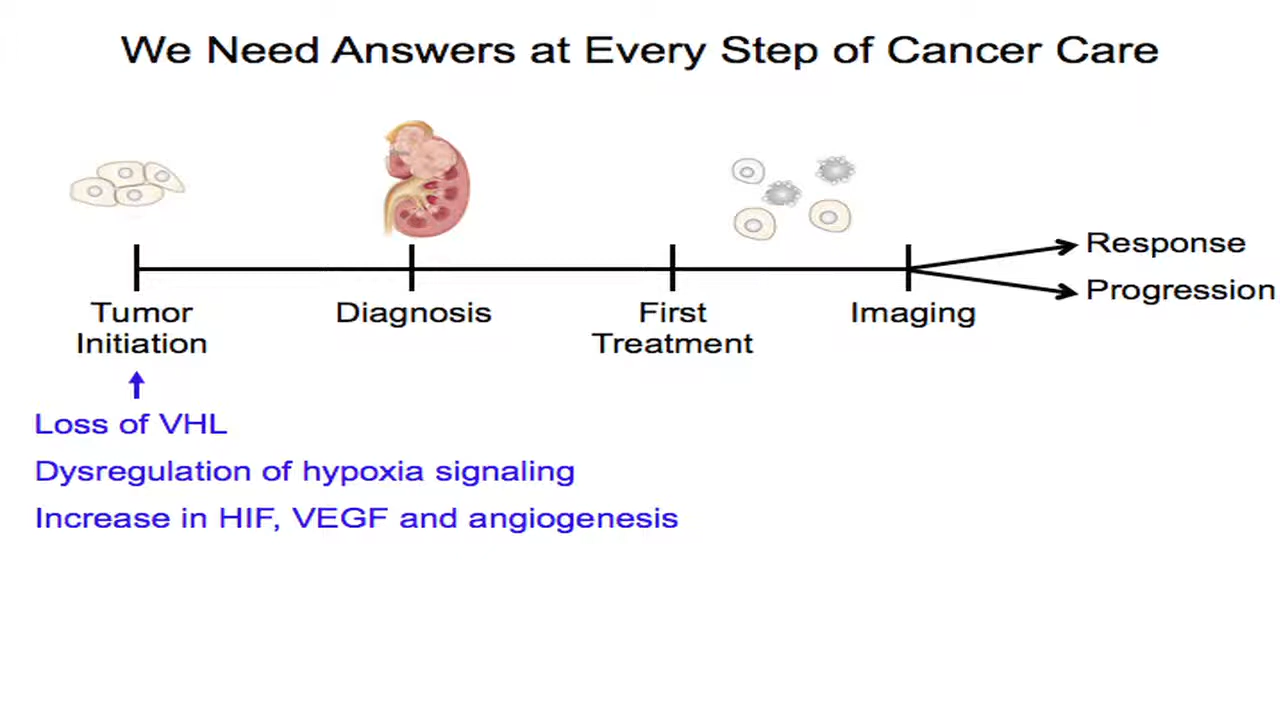 We Need Answers at Every Step of Cancer Care
Response
Progression
Tumor
Initiation
Diagnosis
First
Treatment
Imaging
Loss of VHL
Dysregulation of hypoxia signaling
Increase in HIF, VEGF and angiogenesis